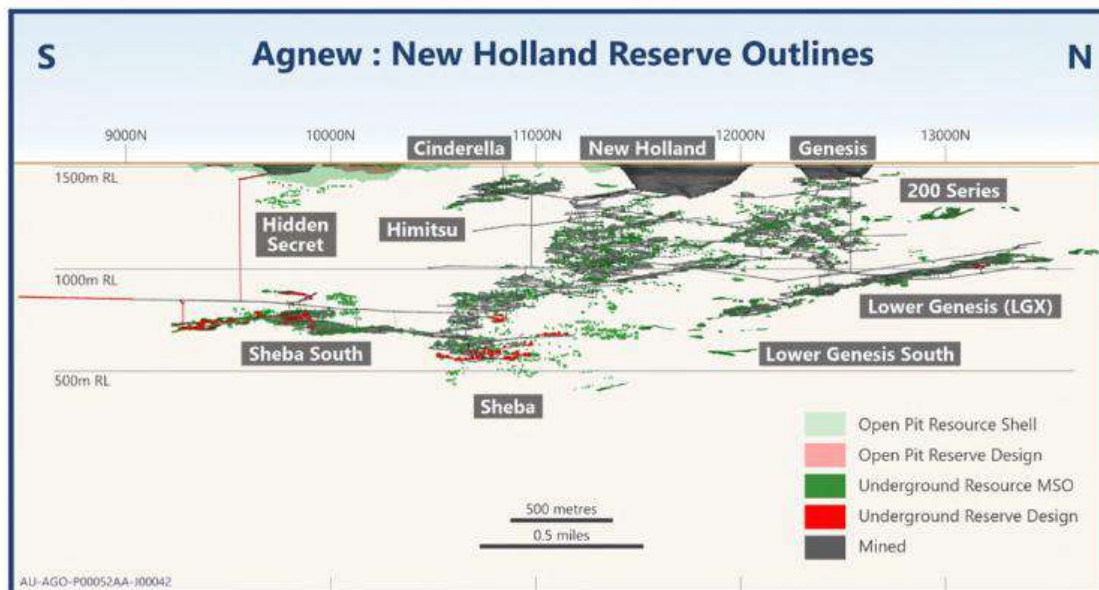 S
Agnew : New Holland Reserve Outlines
N
9000N
10000N
11000N
12000N
13000N
Cinderella
New Holland
Genesis
1500m RL
200 Series
Hidden
Secret
Himitsu
1000m RL
Lower Genesis (LGX)
Sheba South
Lower Genesis South
500m RL
Sheba
Open Pit Resource Shell
Open Pit Reserve Design
Underground Resource MSO
Underground Reserve Design
Mined
500 metres
0.5 miles
AU-AGO-P00052AA-J00042